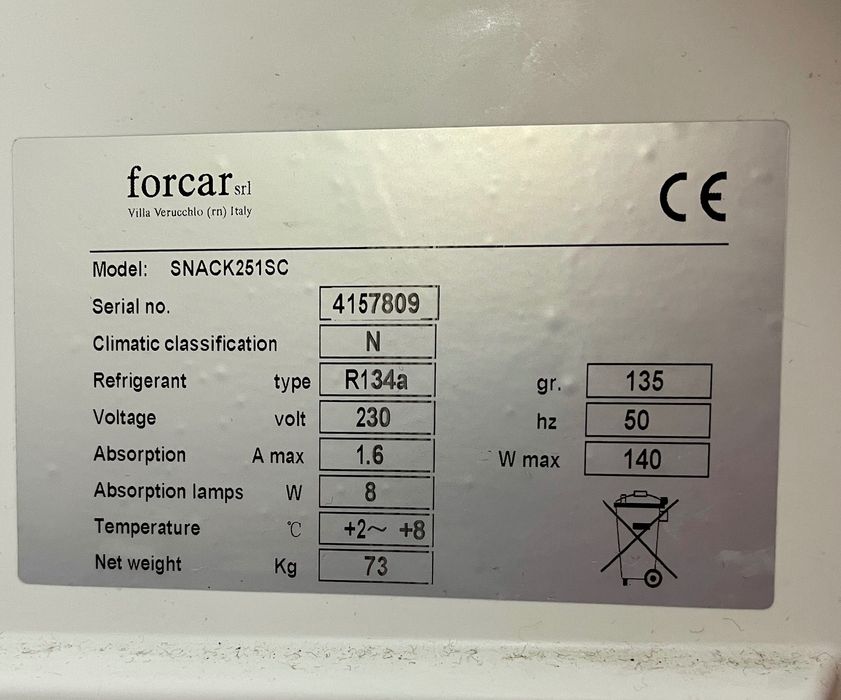 forcar srl
Villa Verucchio (rn) Italy
CE
Model: SNACK251SC
Serial no. 4157809
Climatic classification N
Refrigerant type R134a gr. 135
Voltage volt 230 hz 50
Absorption A max 1.6 W max 140
Absorption lamps W 8
Temperature °C +2～ +8
Net weight Kg 73